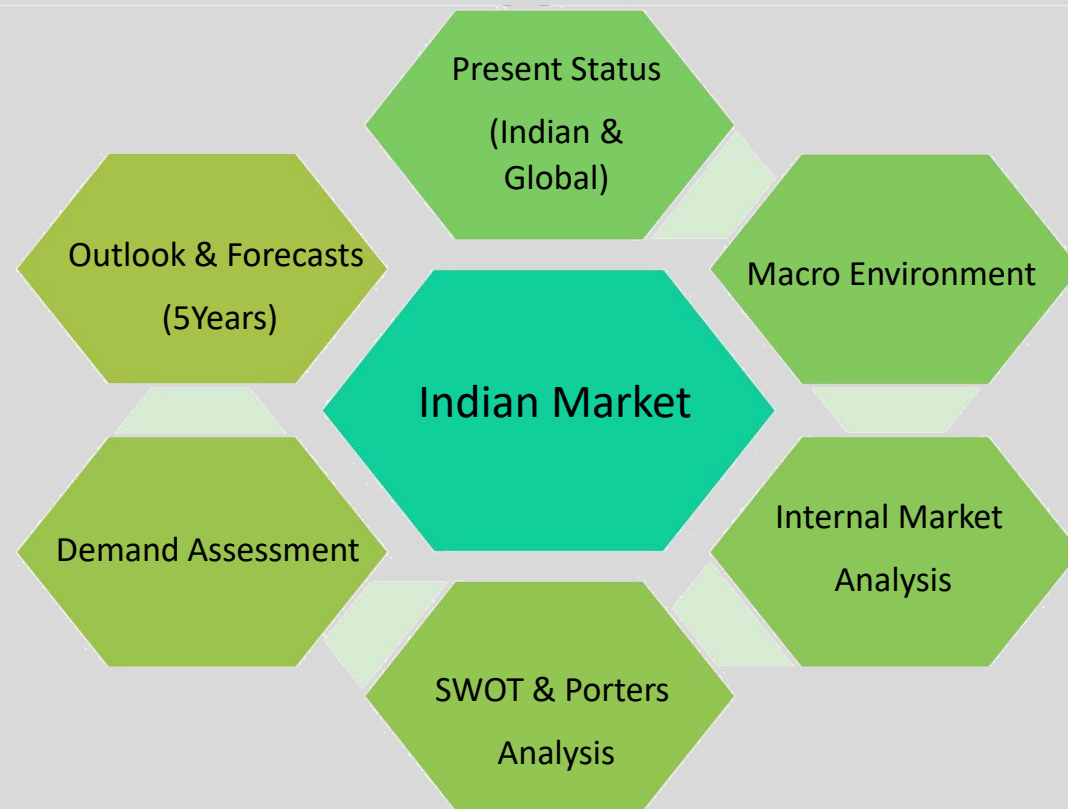 Present Status
(Indian &
Global)
Outlook & Forecasts
(5Years)
Macro Environment
Indian Market
Internal Market
Analysis
Demand Assessment
SWOT & Porters
Analysis